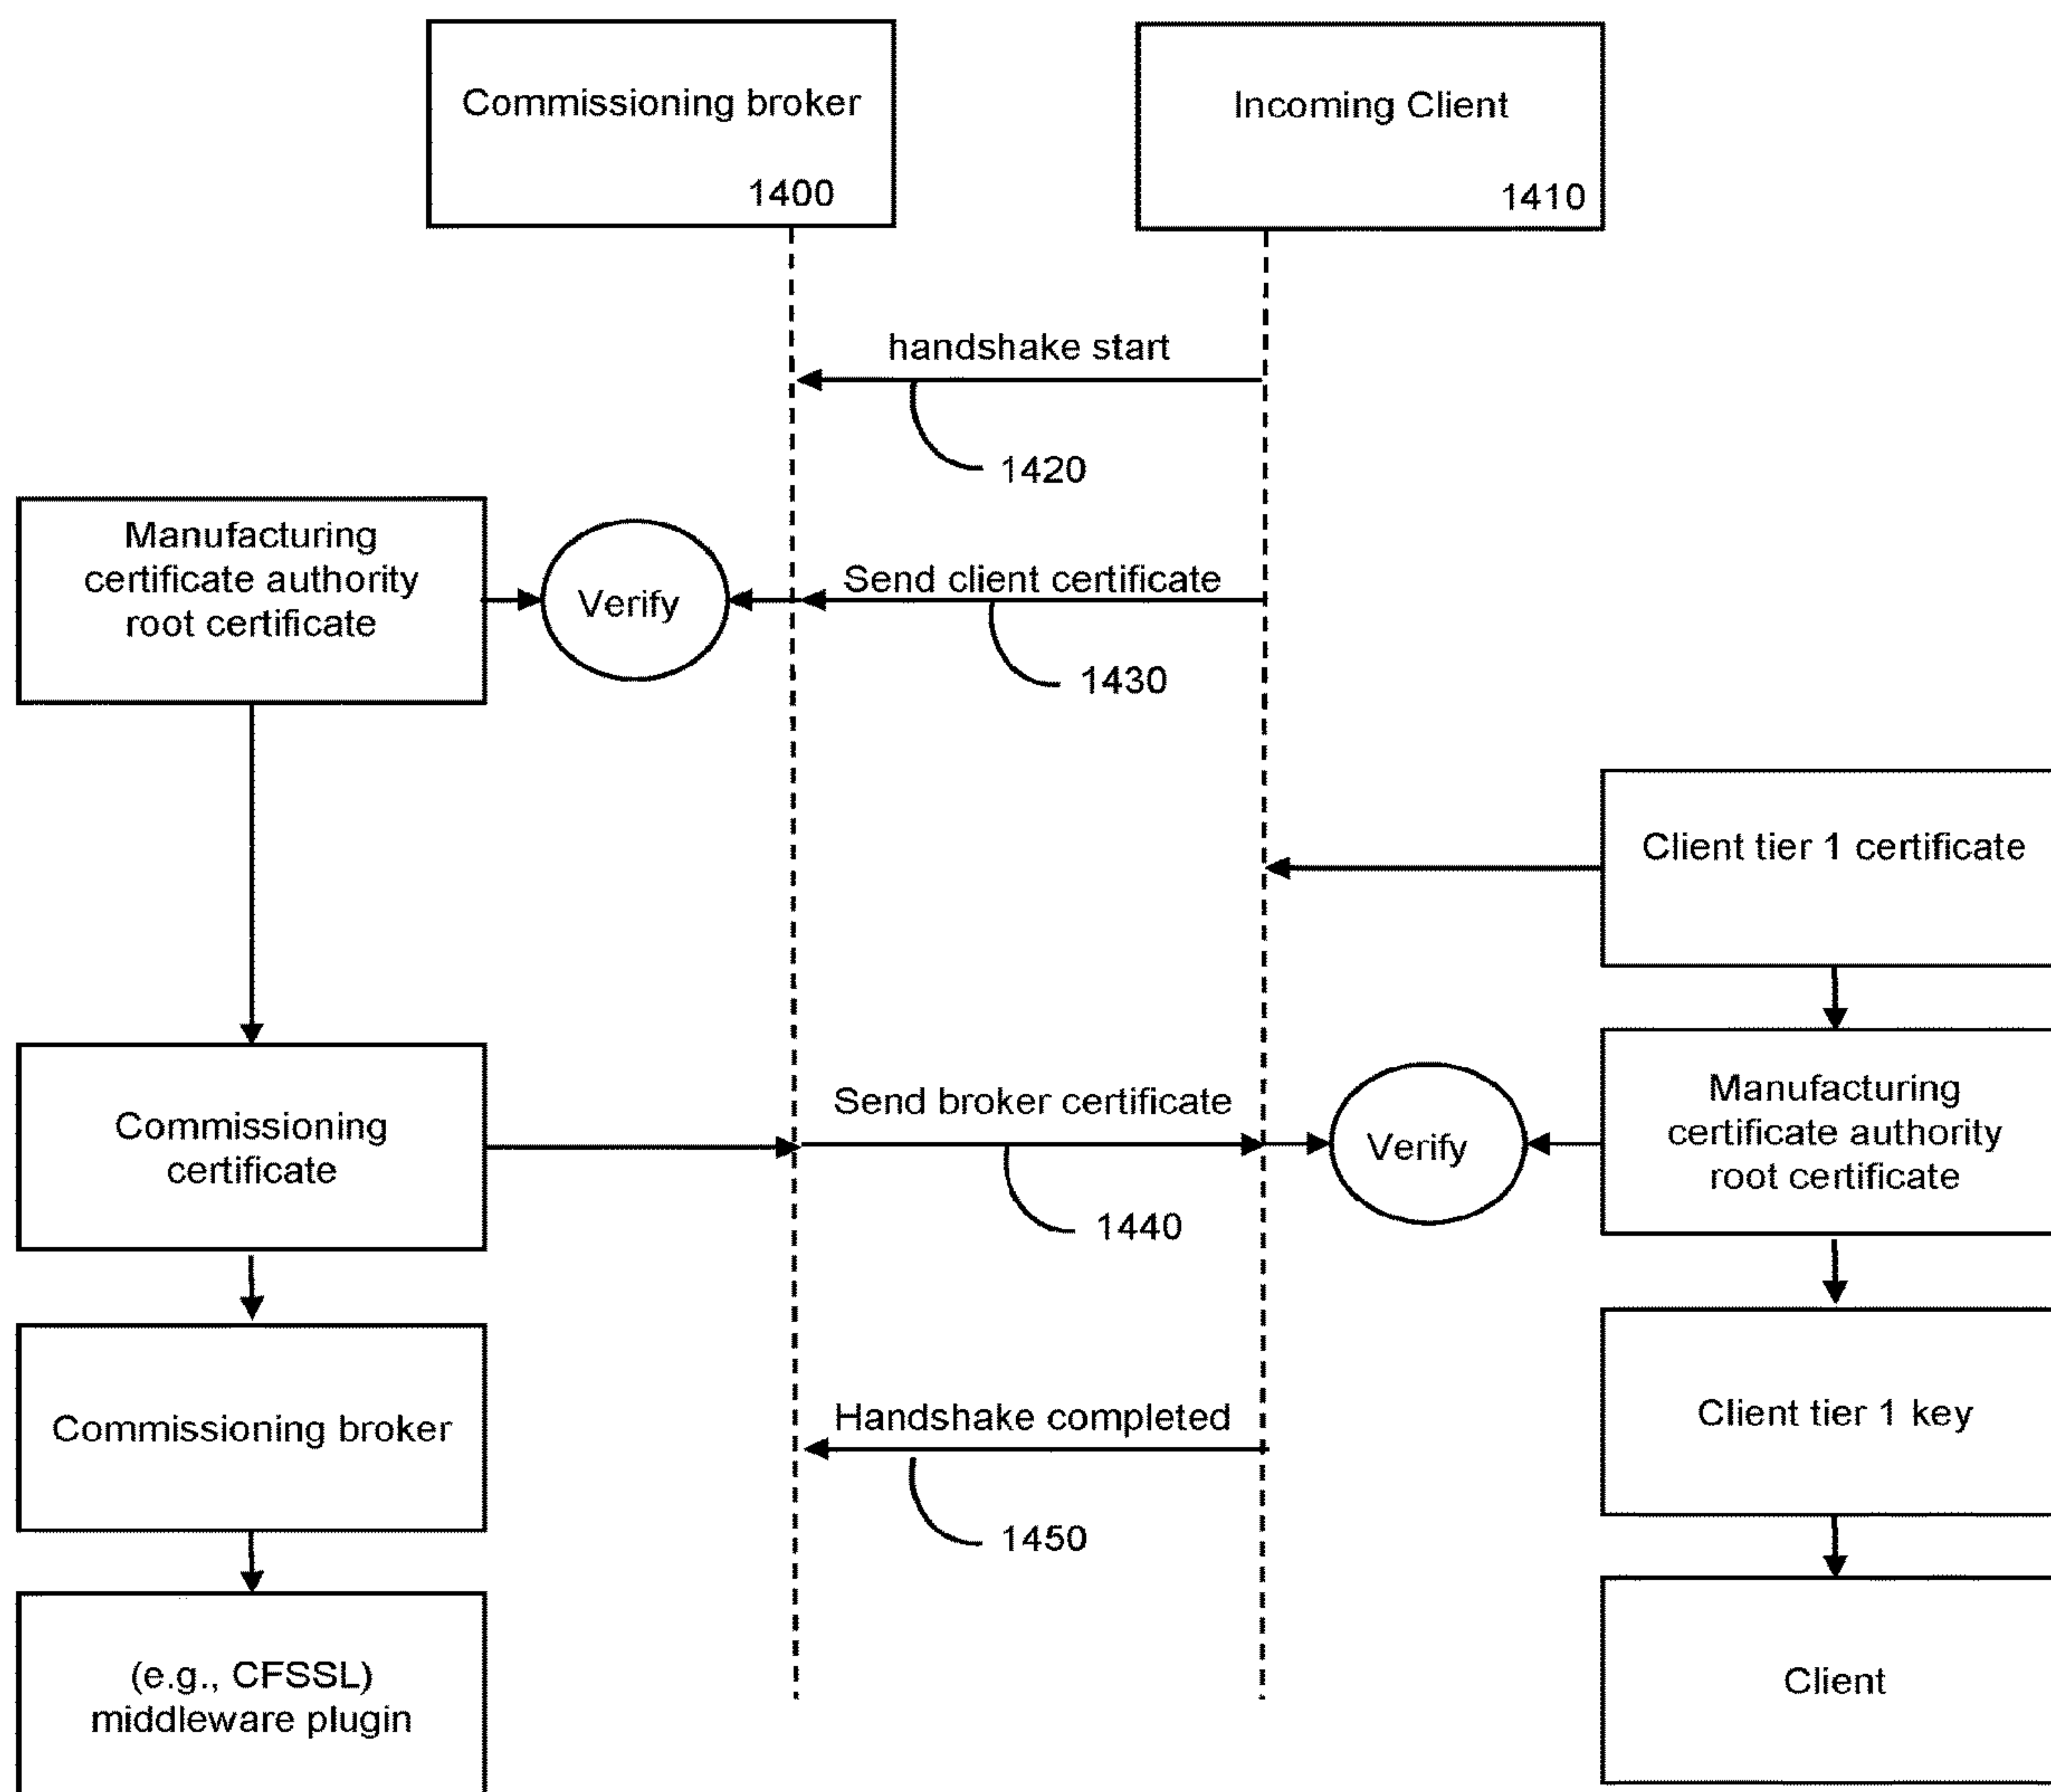 Commissioning broker
1400
Incoming Client
1410
handshake start
1420
Manufacturing
certificate authority
root certificate
Verify
Send client certificate
1430
Client tier 1 certificate
Commissioning
certificate
Send broker certificate
1440
Verify
Manufacturing
certificate authority
root certificate
Commissioning broker
Handshake completed
1450
Client tier 1 key
(e.g., CFSSL)
middleware plugin
Client